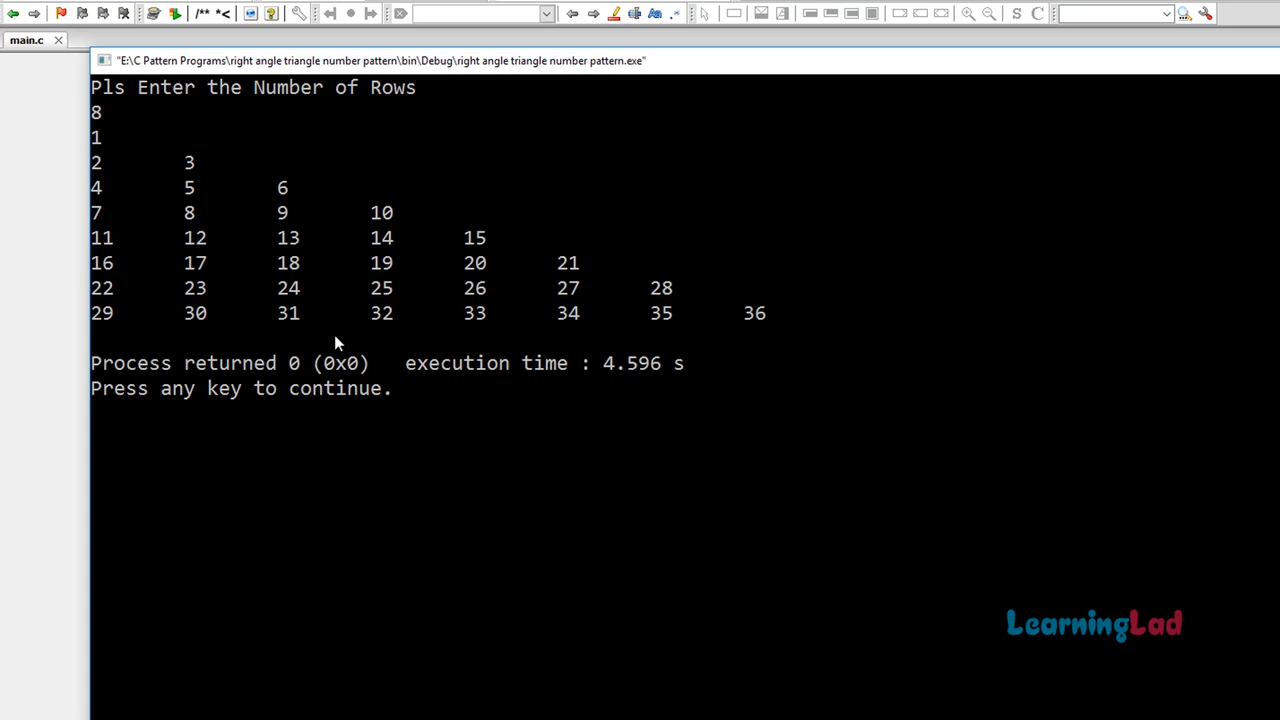 /** *<
S C
main.c
"E:\C Pattern Programs\right angle triangle number pattern\bin\Debug\right angle triangle number pattern.exe"
Pls Enter the Number of Rows
8
1
2 3
4 5 6
7 8 9 10
11 12 13 14 15
16 17 18 19 20 21
22 23 24 25 26 27 28
29 30 31 32 33 34 35 36
Process returned 0 (0x0) execution time : 4.596 s
Press any key to continue.
LearningLad